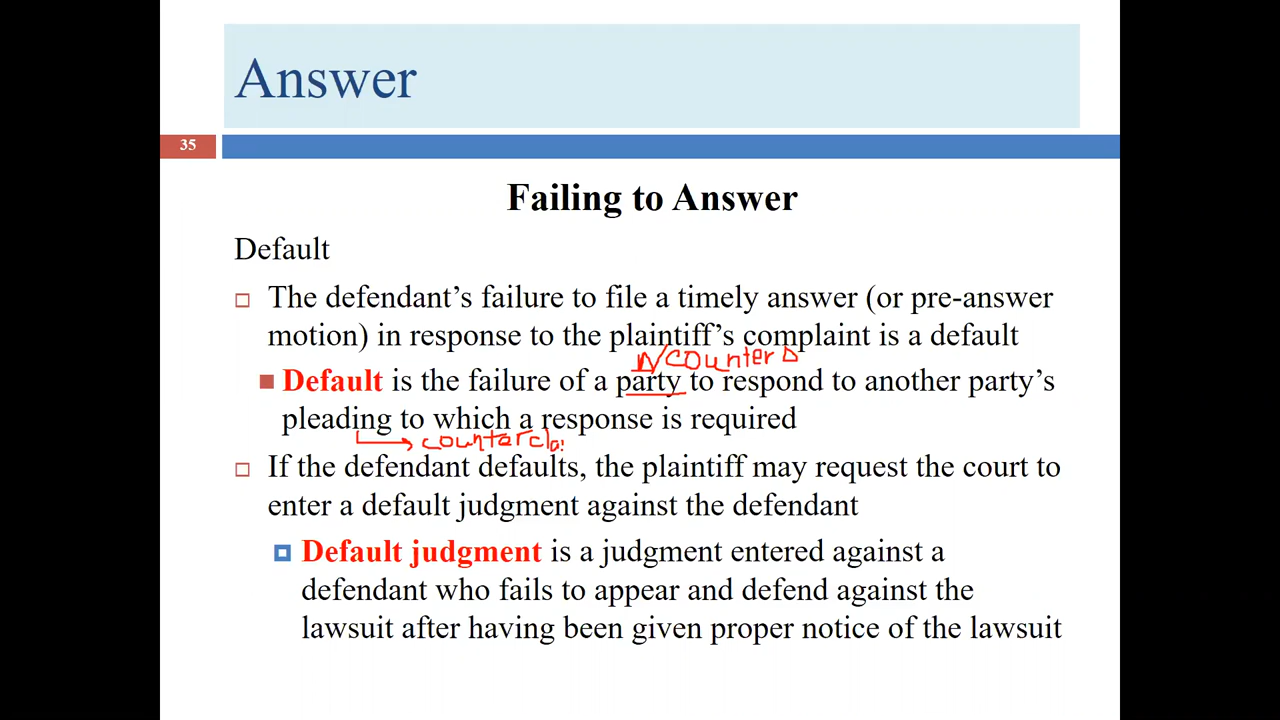 Answer
35
Failing to Answer
Default
The defendant's failure to file a timely answer (or pre-answer
motion) in response to the plaintiff's complaint is a default
/counter Δ
Default is the failure of a party to respond to another party's
pleading to which a response is required
countercla
If the defendant defaults, the plaintiff may request the court to
enter a default judgment against the defendant
Default judgment is a judgment entered against a
defendant who fails to appear and defend against the
lawsuit after having been given proper notice of the lawsuit